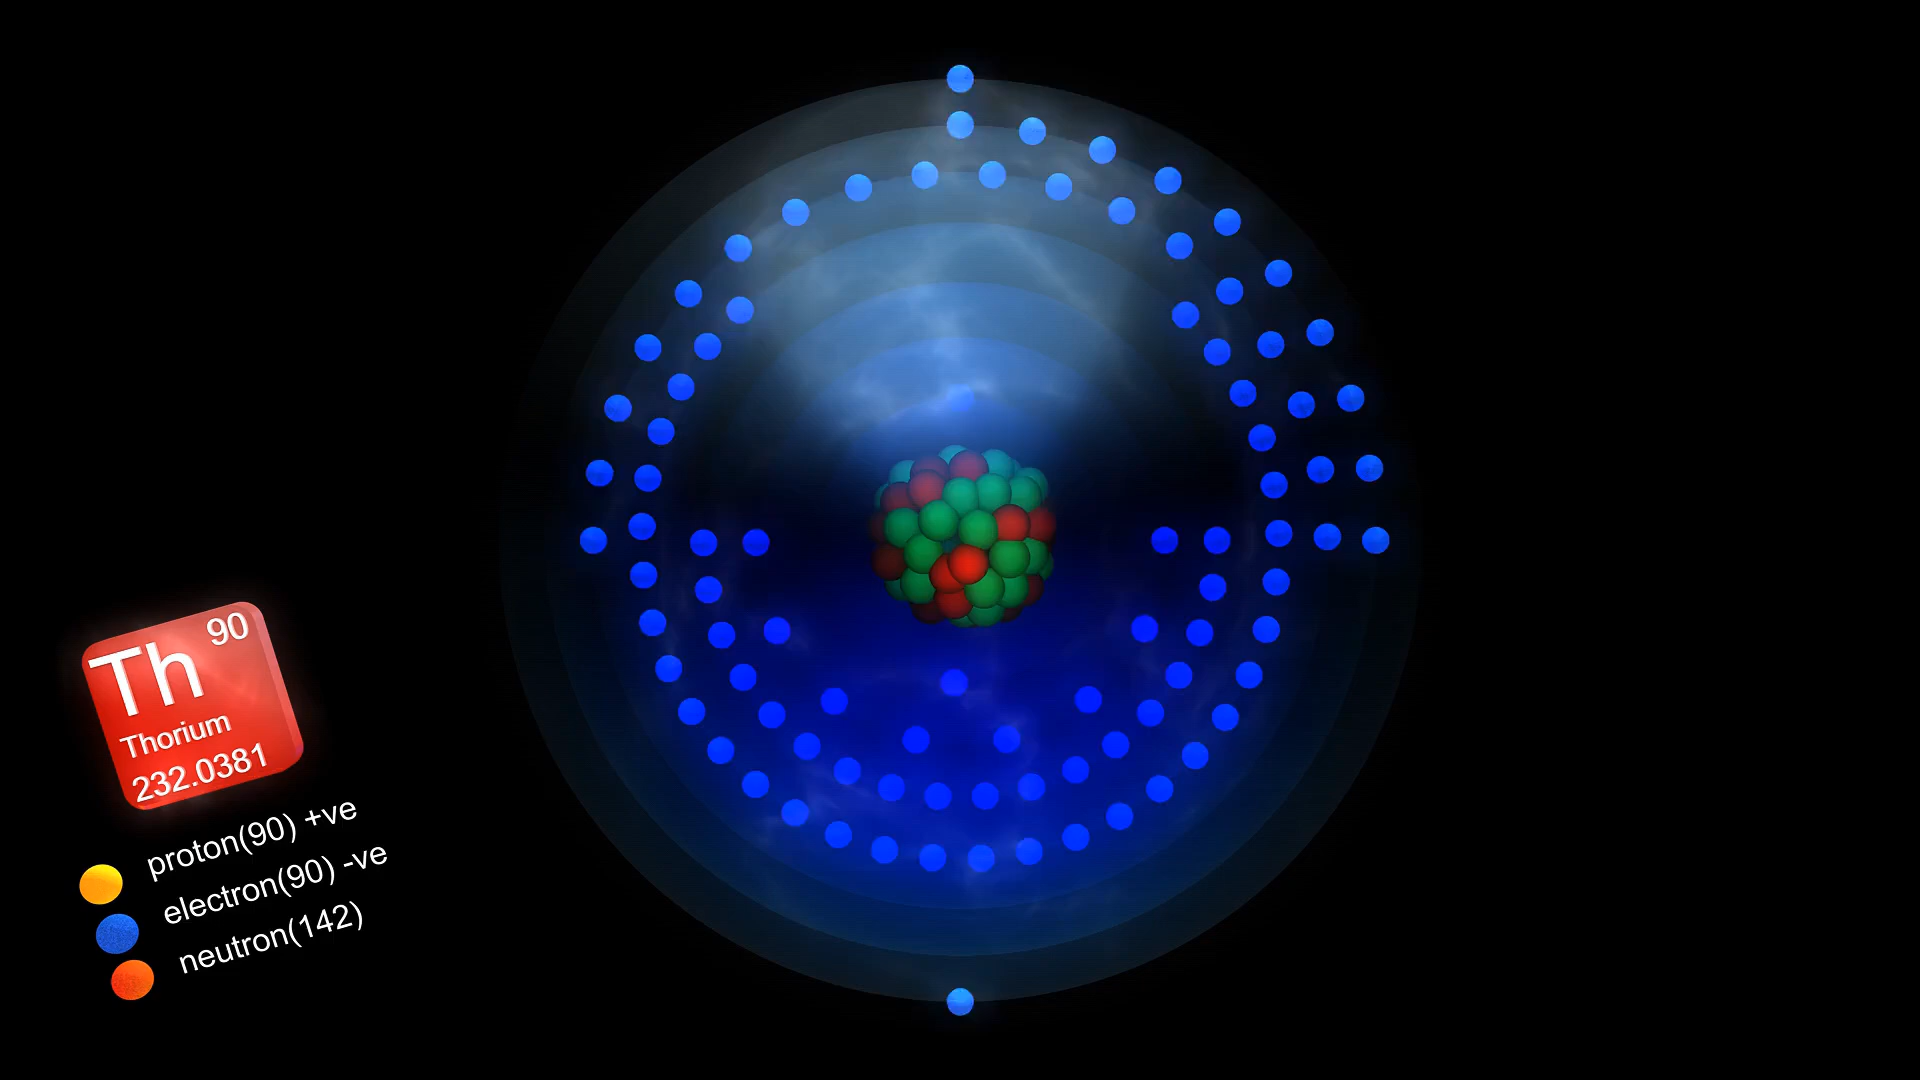 90
Th
Thorium
232.0381
proton(90) +ve
electron(90) -ve
neutron(142)